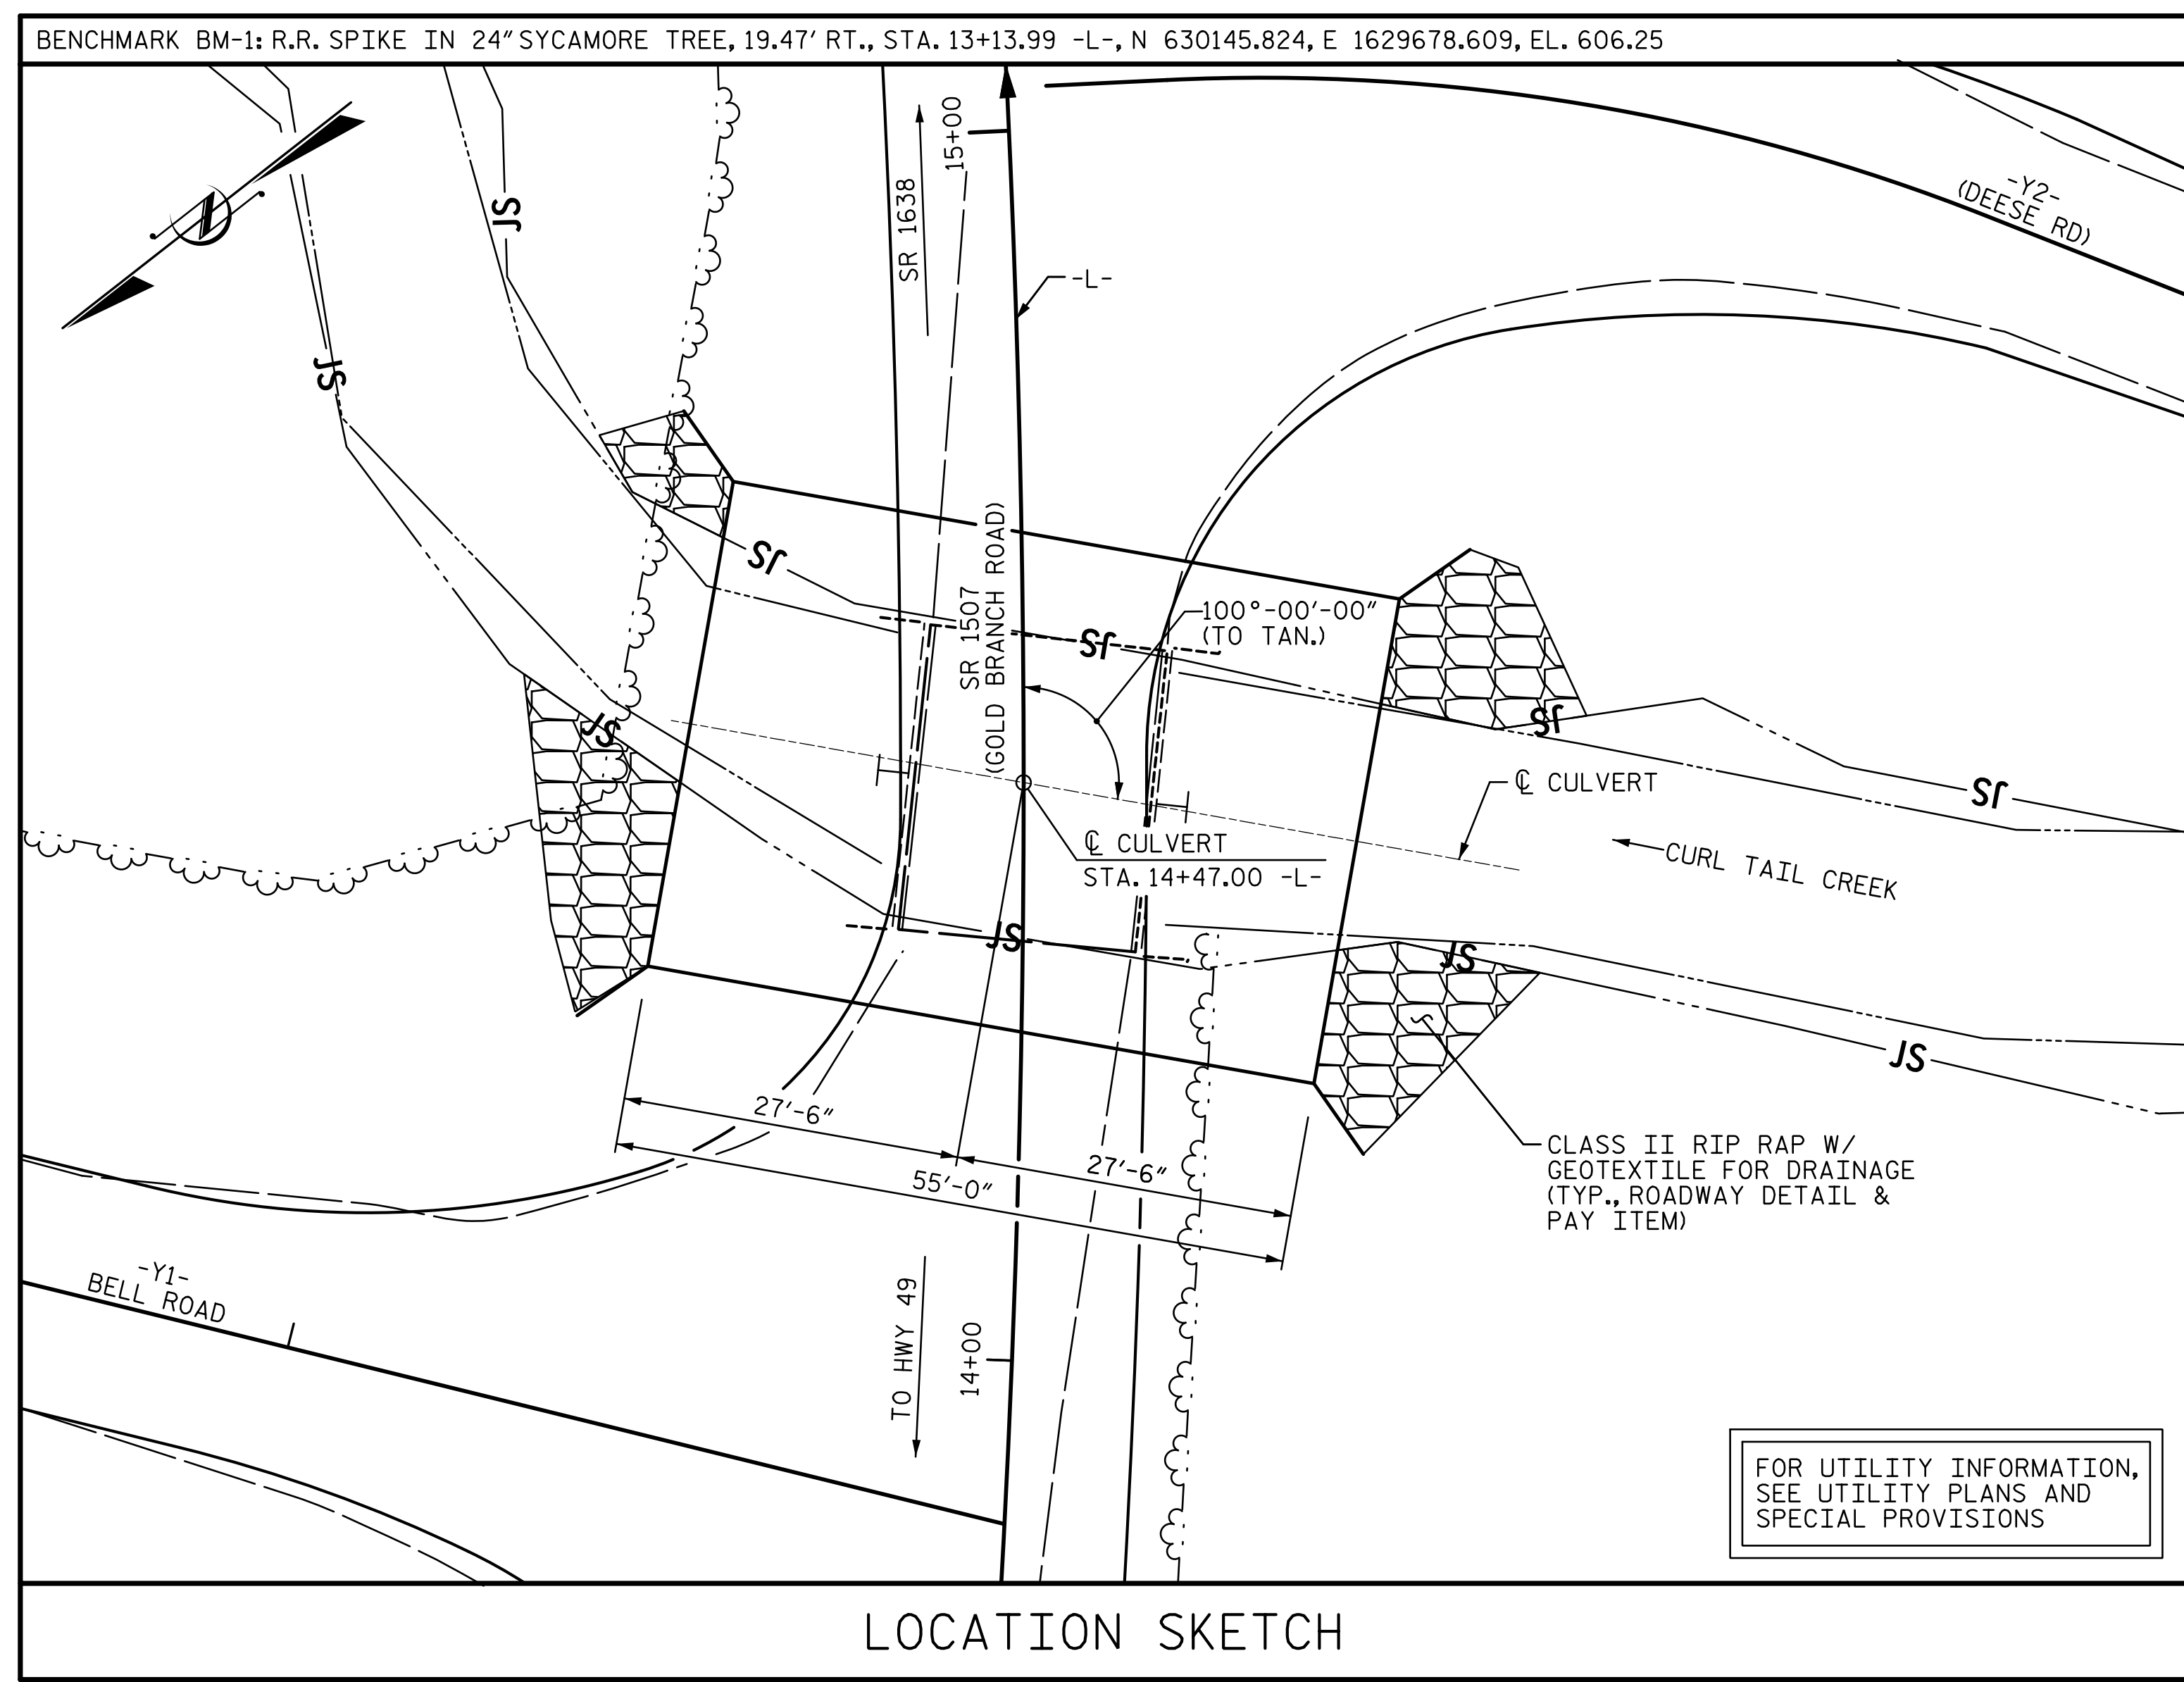 BENCHMARK BM-1: R.R. SPIKE IN 24" SYCAMORE TREE, 19.47' RT., STA. 13+13.99 -L-, N 630145.824, E 1629678.609, EL. 606.25
15+00
SR 1638
-L-
-Y2-
(DEESE RD)
JS
JS
JS
SR 1507
(GOLD BRANCH ROAD)
100°-00'-00"
(TO TAN.)
JS
JS
JS
JS
℄ CULVERT
℄ CULVERT
STA. 14+47.00 -L-
CURL TAIL CREEK
JS
JS
JS
27'-6"
27'-6"
55'-0"
CLASS II RIP RAP W/
GEOTEXTILE FOR DRAINAGE
(TYP., ROADWAY DETAIL &
PAY ITEM)
-Y1-
BELL ROAD
TO HWY 49
14+00
FOR UTILITY INFORMATION,
SEE UTILITY PLANS AND
SPECIAL PROVISIONS
LOCATION SKETCH